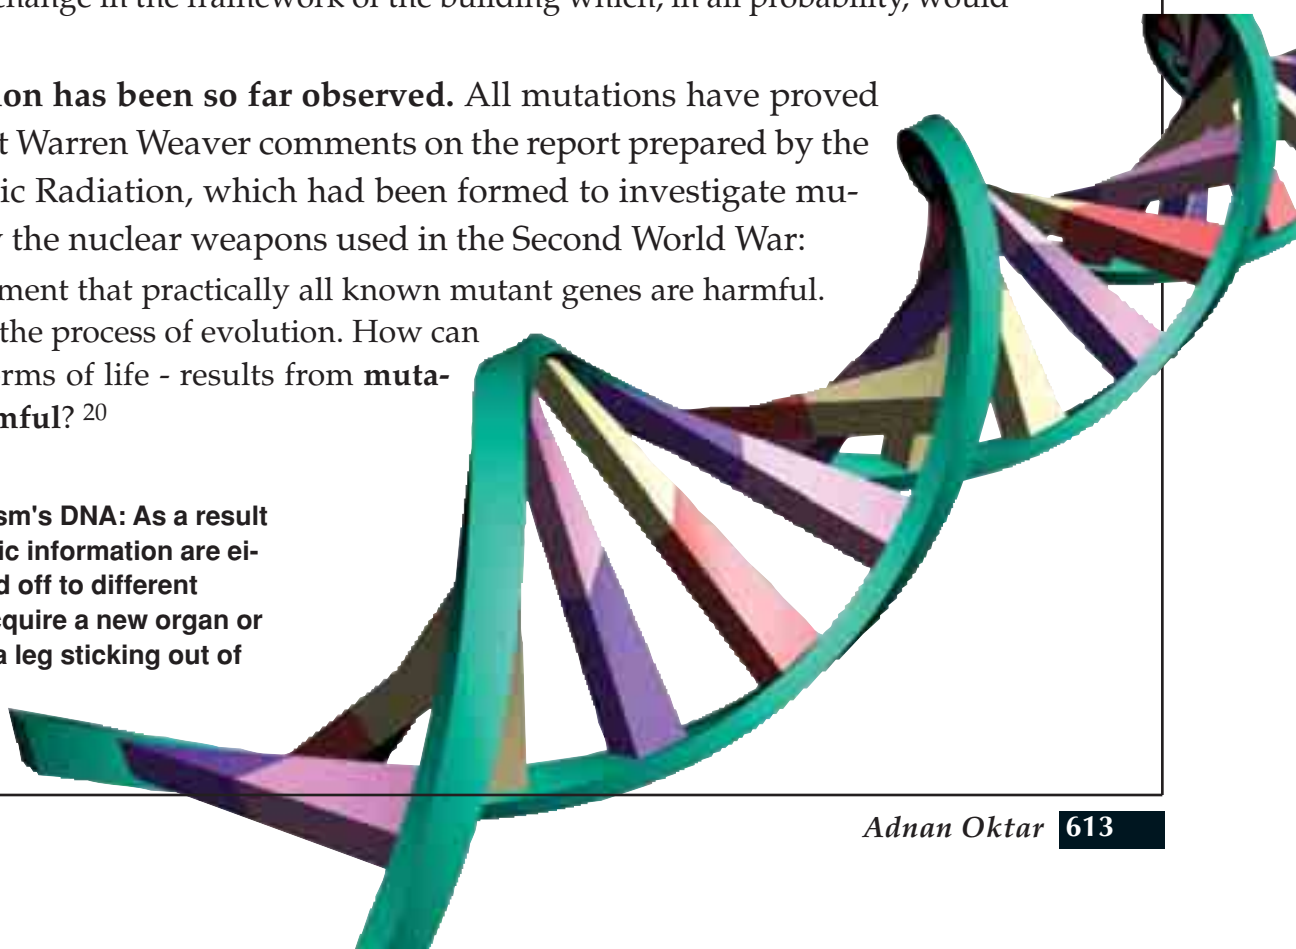 change in the framework of the building which, in all probability, would
ion has been so far observed. All mutations have proved
t Warren Weaver comments on the report prepared by the
ic Radiation, which had been formed to investigate mu-
y the nuclear weapons used in the Second World War:
ment that practically all known mutant genes are harmful.
the process of evolution. How can
rms of life - results from muta-
mful? 20
sm's DNA: As a result
ic information are ei-
d off to different
cquire a new organ or
a leg sticking out of
Adnan Oktar 613